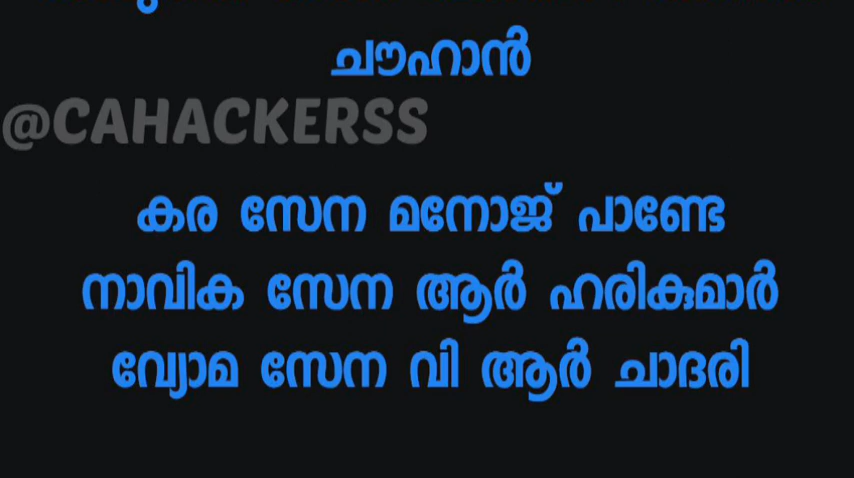 ചൗഹാൻ
@CAHACKERSS
കര സേന മനോജ് പാണ്ടേ
നാവിക സേന ആർ ഹരികുമാർ
വ്യോമ സേന വി ആർ ചാദരി